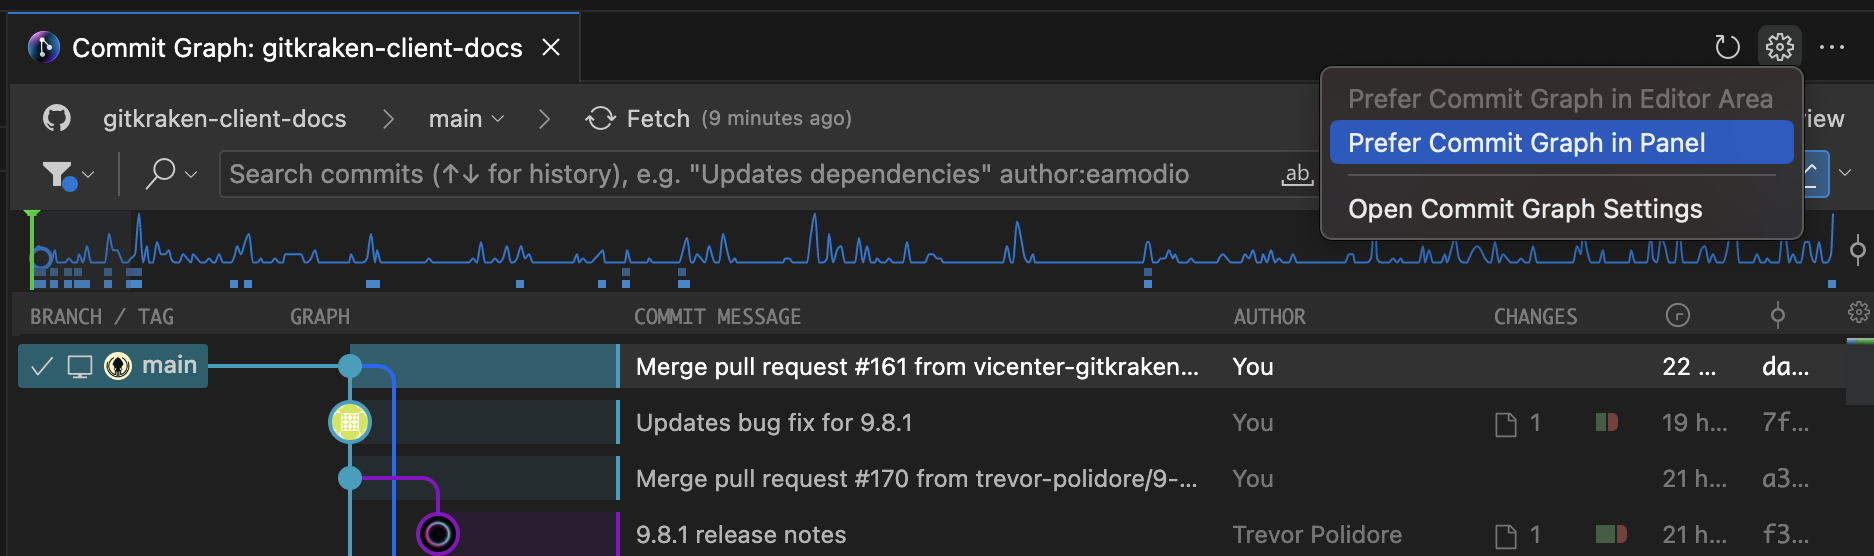 Commit Graph: gitkraken-client-docs
Prefer Commit Graph in Editor Area
Prefer Commit Graph in Panel
Open Commit Graph Settings
gitkraken-client-docs main Fetch (9 minutes ago) iew
Search commits (↑↓ for history), e.g. "Updates dependencies" author:eamodio ab
BRANCH / TAG GRAPH COMMIT MESSAGE AUTHOR CHANGES
main Merge pull request #161 from vicenter-gitkraken... You 22 ... da...
Updates bug fix for 9.8.1 You 1 19 h... 7f...
Merge pull request #170 from trevor-polidore/9-... You 21 h... a3...
9.8.1 release notes Trevor Polidore 1 21 h... f3...